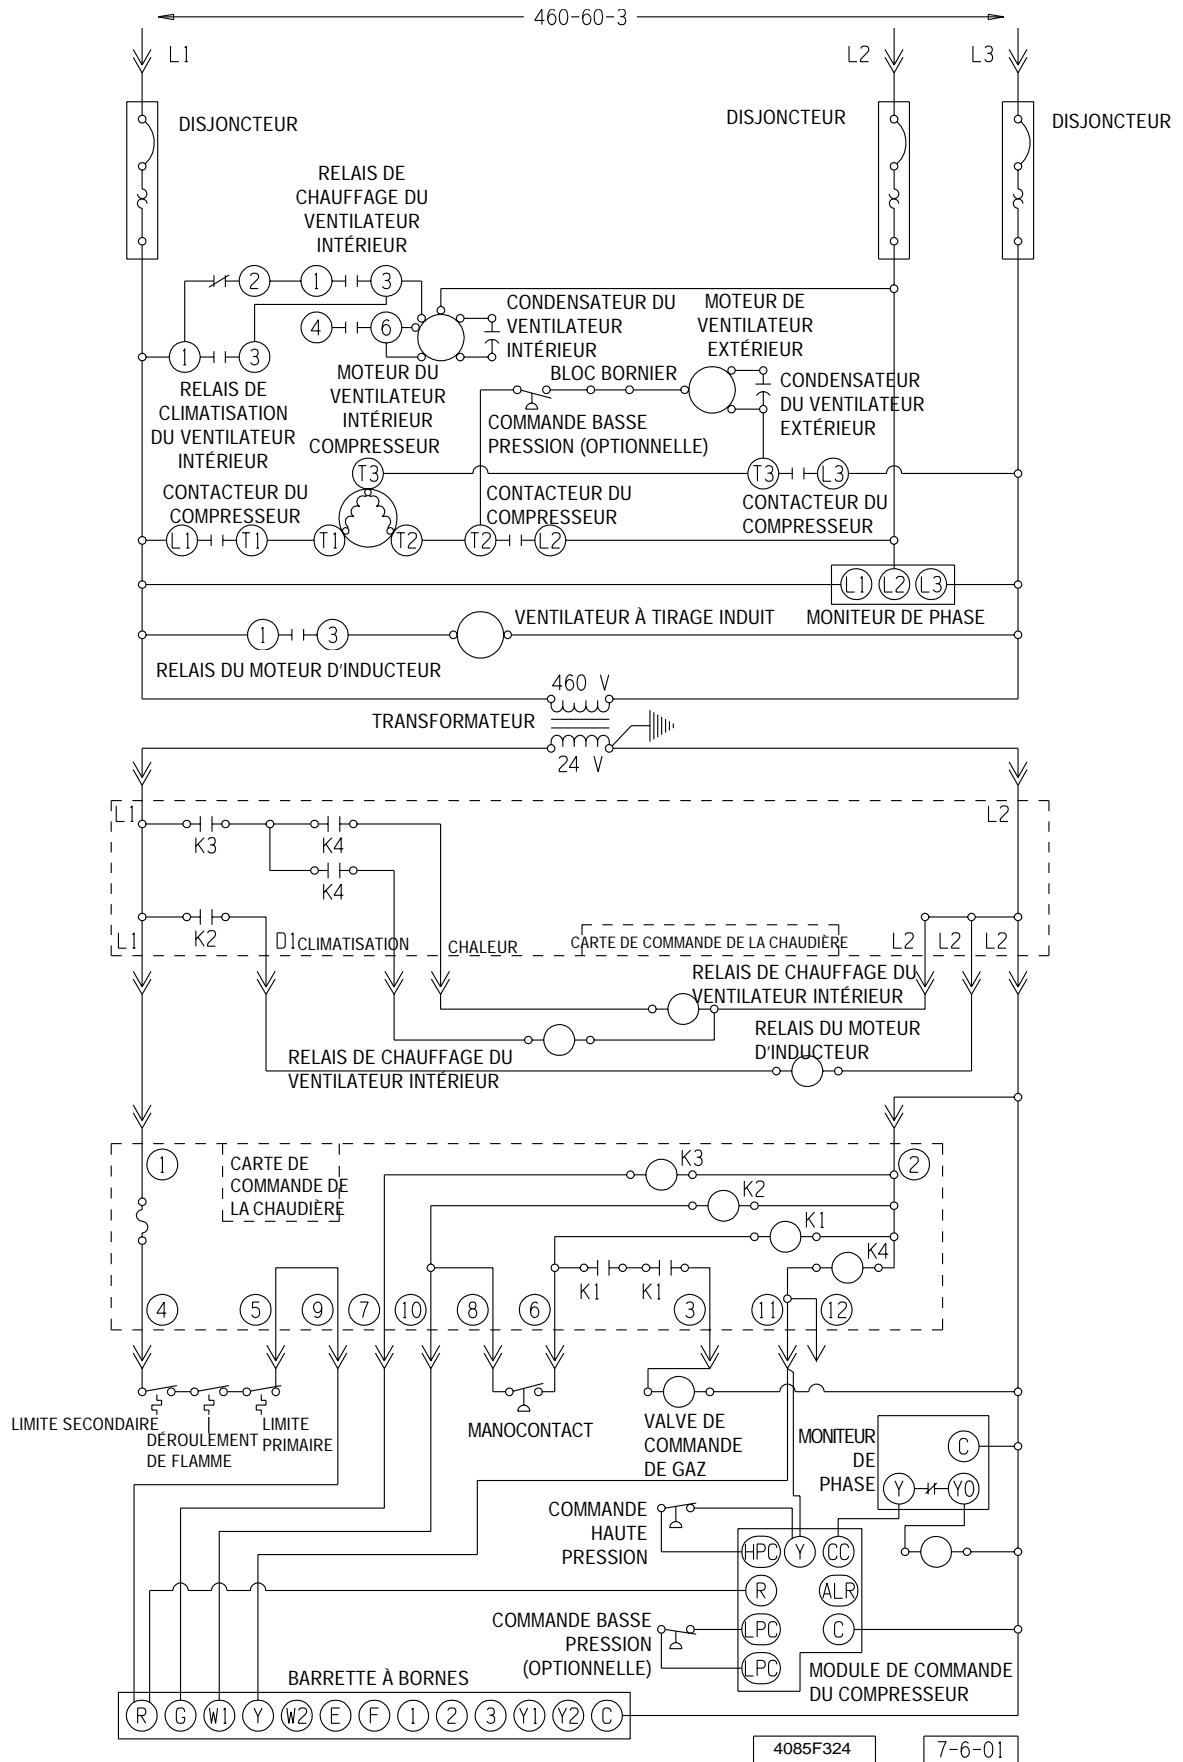 460-60-3
L1
L2
L3
DISJONCTEUR
DISJONCTEUR
DISJONCTEUR
RELAIS DE
CHAUFFAGE DU
VENTILATEUR
INTÉRIEUR
2
1
3
4
6
1
3
CONDENSATEUR DU
VENTILATEUR
INTÉRIEUR
MOTEUR DE
VENTILATEUR
EXTÉRIEUR
RELAIS DE
CLIMATISATION
DU VENTILATEUR
INTÉRIEUR
MOTEUR DU
VENTILATEUR
INTÉRIEUR
BLOC BORNIER
CONDENSATEUR
DU VENTILATEUR
EXTÉRIEUR
COMMANDE BASSE
PRESSION (OPTIONNELLE)
COMPRESSEUR
T3
T3
L3
CONTACTEUR DU
COMPRESSEUR
CONTACTEUR DU
COMPRESSEUR
CONTACTEUR DU
COMPRESSEUR
L1
T1
T1
T2
T2
L2
L1
L2
L3
MONITEUR DE PHASE
1
3
VENTILATEUR À TIRAGE INDUIT
RELAIS DU MOTEUR D'INDUCTEUR
460 V
TRANSFORMATEUR
24 V
L1
L2
K3
K4
K4
K2
L1
D1
CLIMATISATION
CHALEUR
CARTE DE COMMANDE DE LA CHAUDIÈRE
L2
L2
L2
RELAIS DE CHAUFFAGE DU
VENTILATEUR INTÉRIEUR
RELAIS DU MOTEUR
D'INDUCTEUR
RELAIS DE CHAUFFAGE DU
VENTILATEUR INTÉRIEUR
1
CARTE DE
COMMANDE DE
LA CHAUDIÈRE
K3
2
K2
K1
K4
K1
K1
4
5
9
7
10
8
6
3
11
12
LIMITE SECONDAIRE
DÉROULEMENT
DE FLAMME
LIMITE
PRIMAIRE
MANOCONTACT
VALVE DE
COMMANDE
DE GAZ
MONITEUR
DE
PHASE
C
Y
YO
COMMANDE
HAUTE
PRESSION
HPC
Y
CC
R
ALR
COMMANDE BASSE
PRESSION
(OPTIONNELLE)
LPC
C
LPC
MODULE DE COMMANDE
DU COMPRESSEUR
BARRETTE À BORNES
R
G
W1
Y
W2
E
F
1
2
3
Y1
Y2
C
4085F324
7-6-01